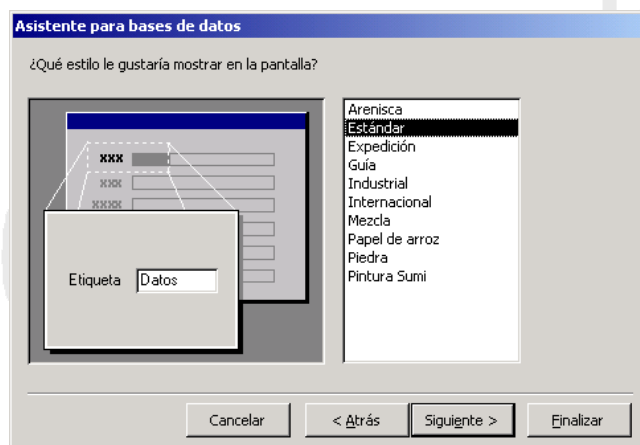 Asistente para bases de datos
¿Qué estilo le gustaría mostrar en la pantalla?
xxx
xxx
xxxx
Etiqueta Datos
Arenisca
Estándar
Expedición
Guía
Industrial
Internacional
Mezcla
Papel de arroz
Piedra
Pintura Sumi
Cancelar < Atrás Siguiente > Finalizar